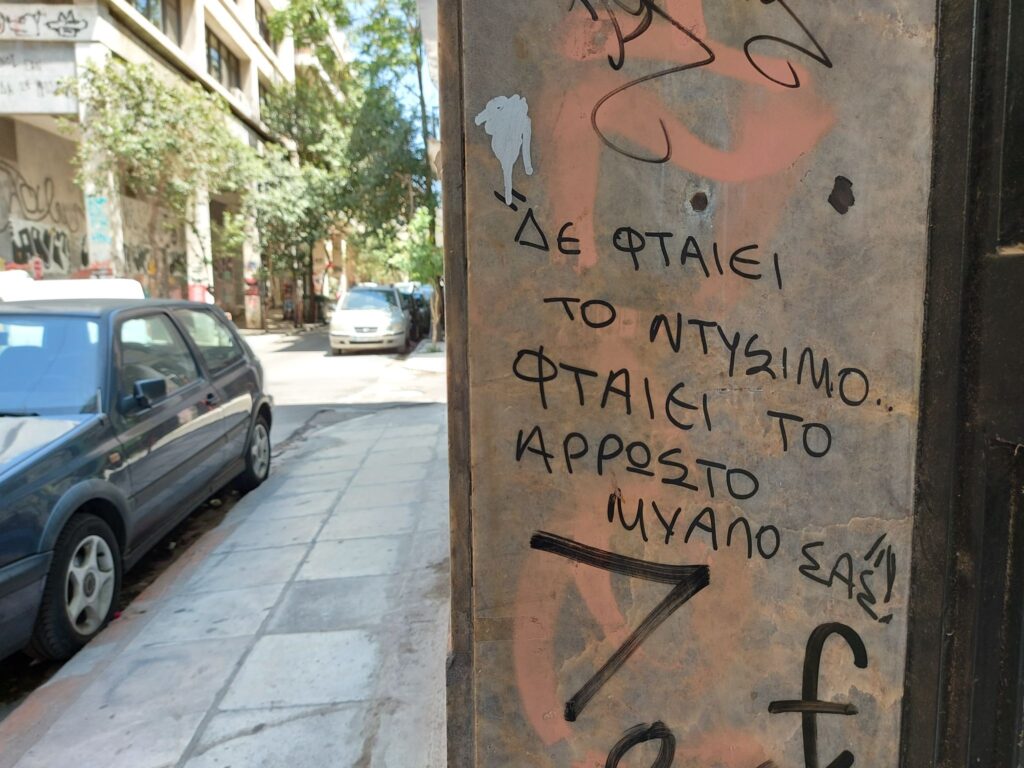 "ΔΕ ΦΤΑΙΕΙ
ΤΟ ΝΤΥΣΙΜΟ..
ΦΤΑΙΕΙ ΤΟ
ΑΡΡΩΣΤΟ
ΜΥΑΛΟ ΣΑΣ"